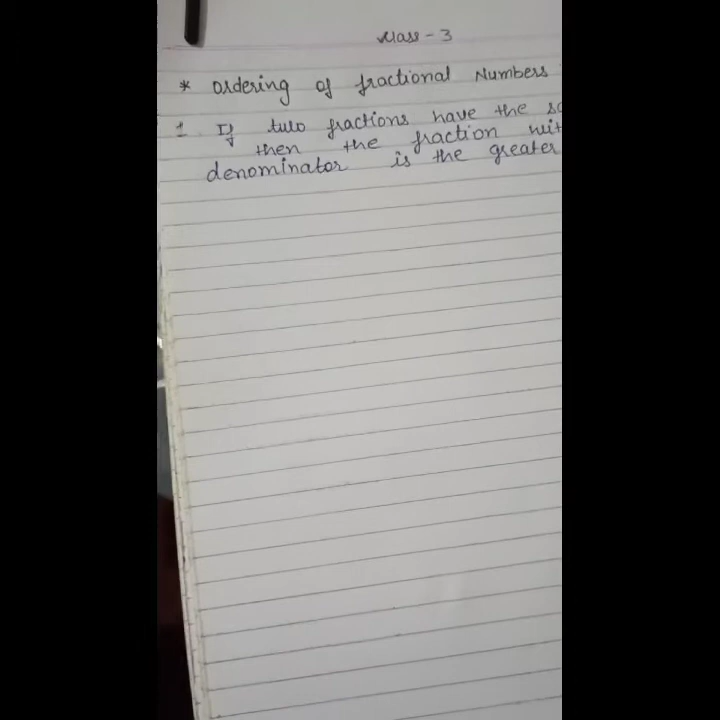 Class - 3
* Ordering of fractional Numbers
1 If two fractions have the
then the fraction
denominator is the greater